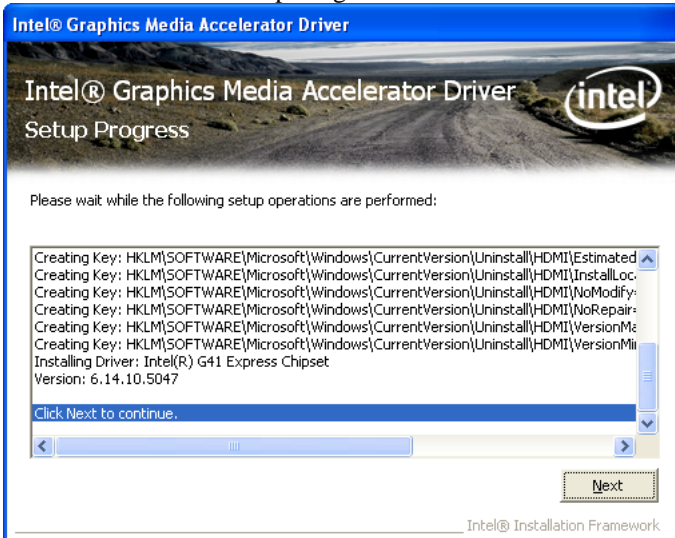 Intel® Graphics Media Accelerator Driver
Intel® Graphics Media Accelerator Driver
intel
Setup Progress
Please wait while the following setup operations are performed:
Creating Key: HKLM\SOFTWARE\Microsoft\Windows\CurrentVersion\Uninstall\HDMI\Estimated
Creating Key: HKLM\SOFTWARE\Microsoft\Windows\CurrentVersion\Uninstall\HDMI\InstallLoc
Creating Key: HKLM\SOFTWARE\Microsoft\Windows\CurrentVersion\Uninstall\HDMI\NoModify=
Creating Key: HKLM\SOFTWARE\Microsoft\Windows\CurrentVersion\Uninstall\HDMI\NoRepair=
Creating Key: HKLM\SOFTWARE\Microsoft\Windows\CurrentVersion\Uninstall\HDMI\VersionMa
Creating Key: HKLM\SOFTWARE\Microsoft\Windows\CurrentVersion\Uninstall\HDMI\VersionMi
Installing Driver: Intel(R) G41 Express Chipset
Version: 6.14.10.5047
Click Next to continue.
Next
Intel® Installation Framework